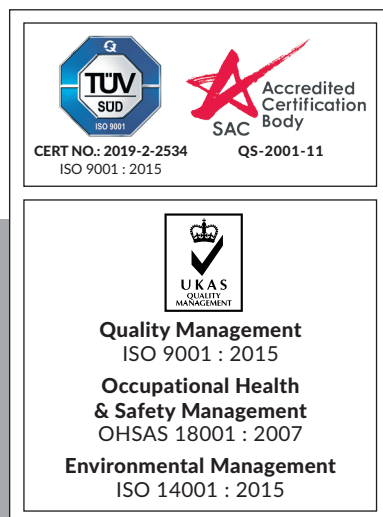 Q
TÜV
SÜD
ISO 9001
CERT NO.: 2019-2-2534
ISO 9001 : 2015
Accredited
Certification
Body
SAC
QS-2001-11
UKAS
QUALITY
MANAGEMENT
Quality Management
ISO 9001 : 2015
Occupational Health
& Safety Management
OHSAS 18001 : 2007
Environmental Management
ISO 14001 : 2015